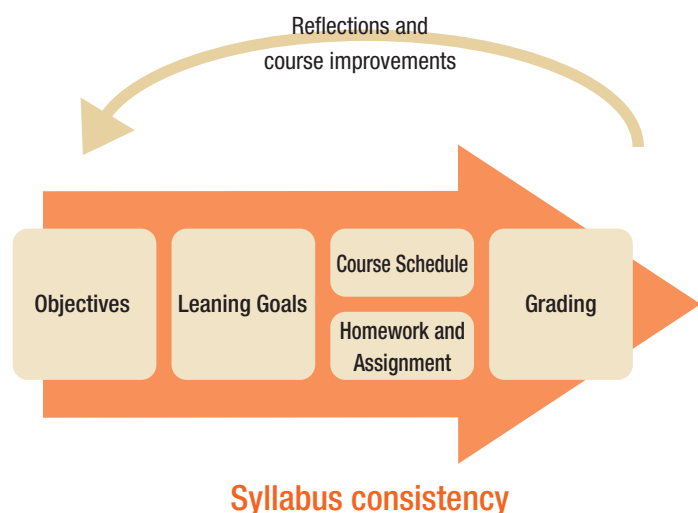 Reflections and
course improvements
Objectives
Leaning Goals
Course Schedule
Homework and
Assignment
Grading
Syllabus consistency